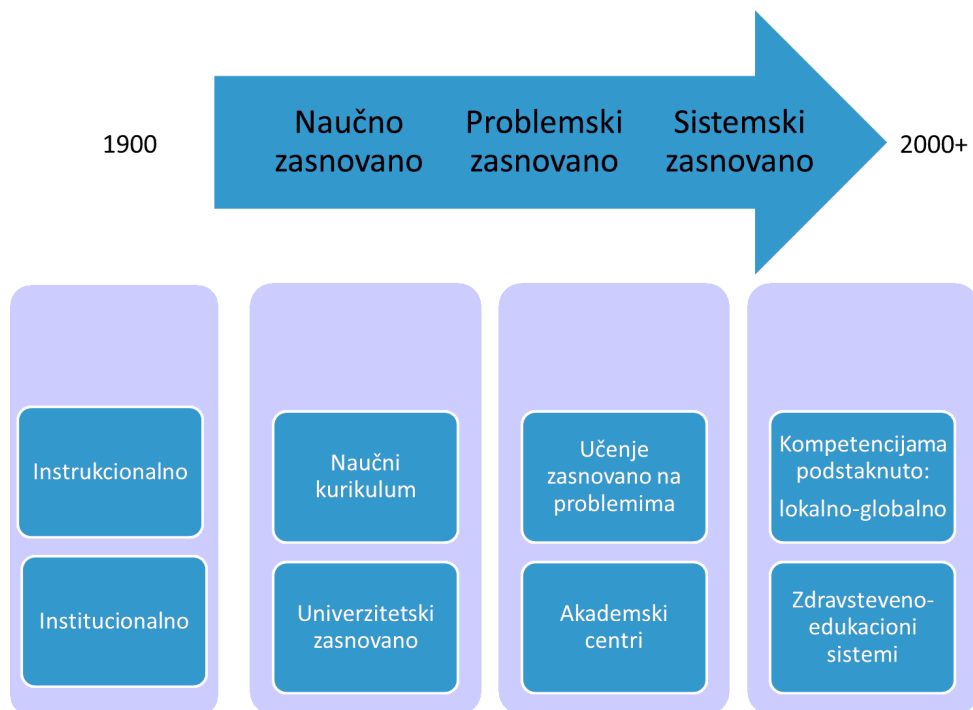 1900
Naučno
zasnovano
Problemski
zasnovano
Sistemski
zasnovano
2000+
Instrukcionalno
Institucionalno
Naučni
kurikulum
Univerzitetski
zasnovano
Učenje
zasnovano na
problemima
Akademski
centri
Kompetencijama
podstaknuto:
lokalno-globalno
Zdravsteveno-
edukacioni
sistemi